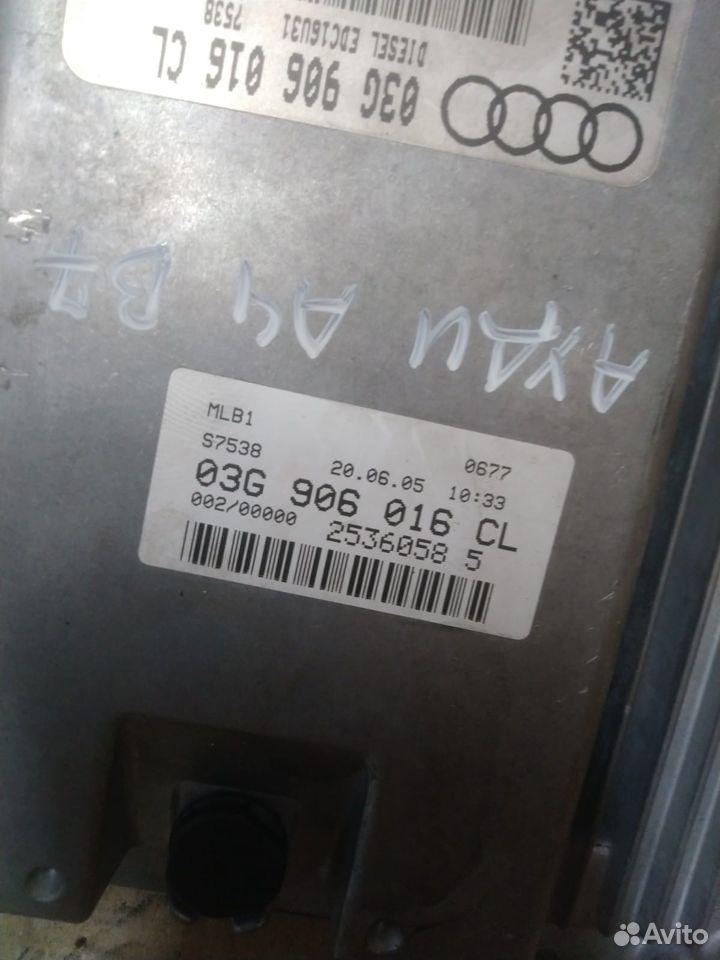 03G 906 016 CL
DIESEL EDC16U31
7538
АУДИ А4 В7
MLB1
S7538 20.06.05 0677
10:33
03G 906 016 CL
002/00000 2536058 5
Avito